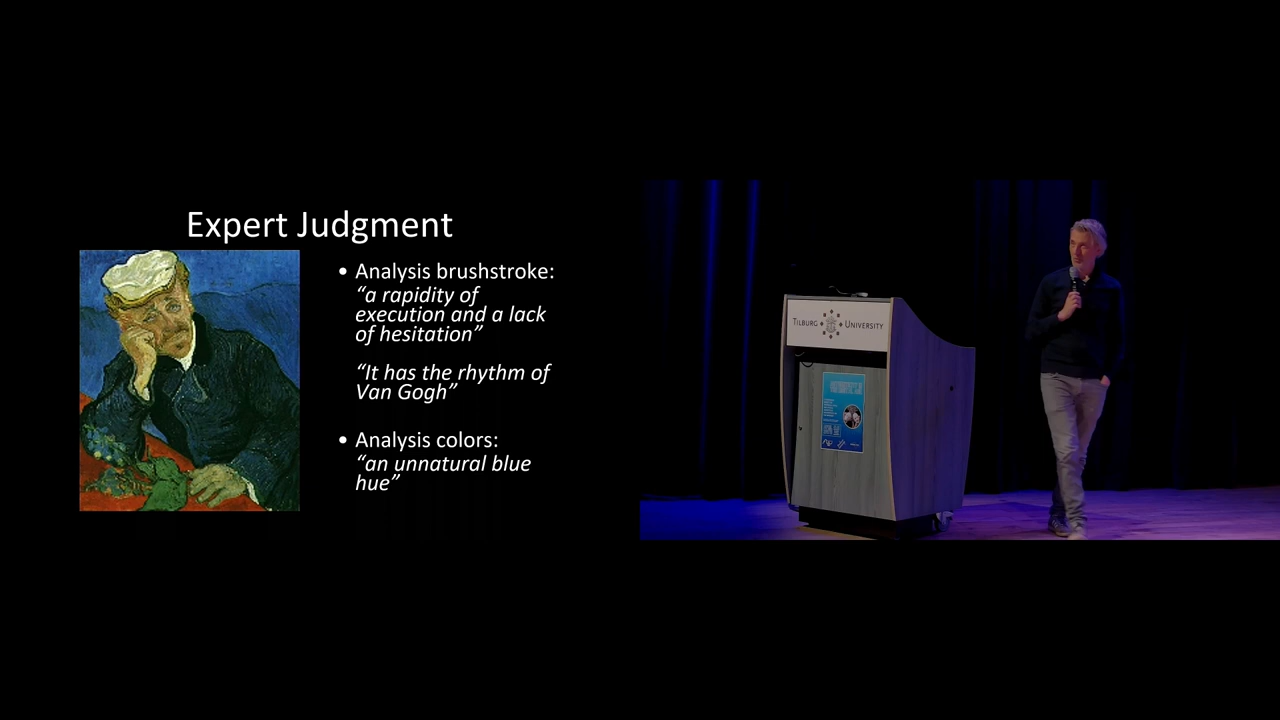 Expert Judgment
• Analysis brushstroke:
“a rapidity of
execution and a lack
of hesitation”
“It has the rhythm of
Van Gogh”
• Analysis colors:
“an unnatural blue
hue”
TILBURG UNIVERSITY